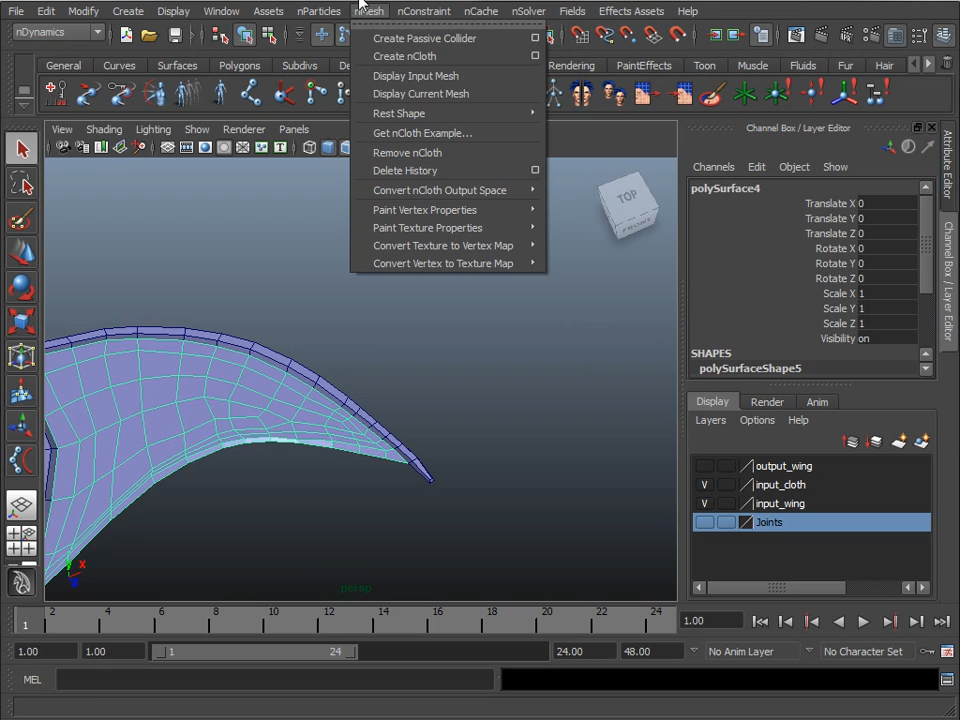 File Edit Modify Create Display Window Assets nParticles nMesh nConstraint nCache nSolver Fields Effects Assets Help
nDynamics
General Curves Surfaces Polygons Subdivs De Rendering PaintEffects Toon Muscle Fluids Fur Hair
Create Passive Collider
Create nCloth
Display Input Mesh
Display Current Mesh
Rest Shape
Get nCloth Example...
Remove nCloth
Delete History
Convert nCloth Output Space
Paint Vertex Properties
Paint Texture Properties
Convert Texture to Vertex Map
Convert Vertex to Texture Map
View Shading Lighting Show Renderer Panels
TOP
FRONT
x
y
z
persp
Channel Box / Layer Editor
Channels Edit Object Show
polySurface4
Translate X 0
Translate Y 0
Translate Z 0
Rotate X 0
Rotate Y 0
Rotate Z 0
Scale X 1
Scale Y 1
Scale Z 1
Visibility on
SHAPES
polySurfaceShape5
Display Render Anim
Layers Options Help
output_wing
V input_cloth
V input_wing
Joints
Attribute Editor
Channel Box / Layer Editor
1 2 4 6 8 10 12 14 16 18 20 22 24 1.00
1.00 1.00 1 24 24.00 48.00 No Anim Layer No Character Set
MEL